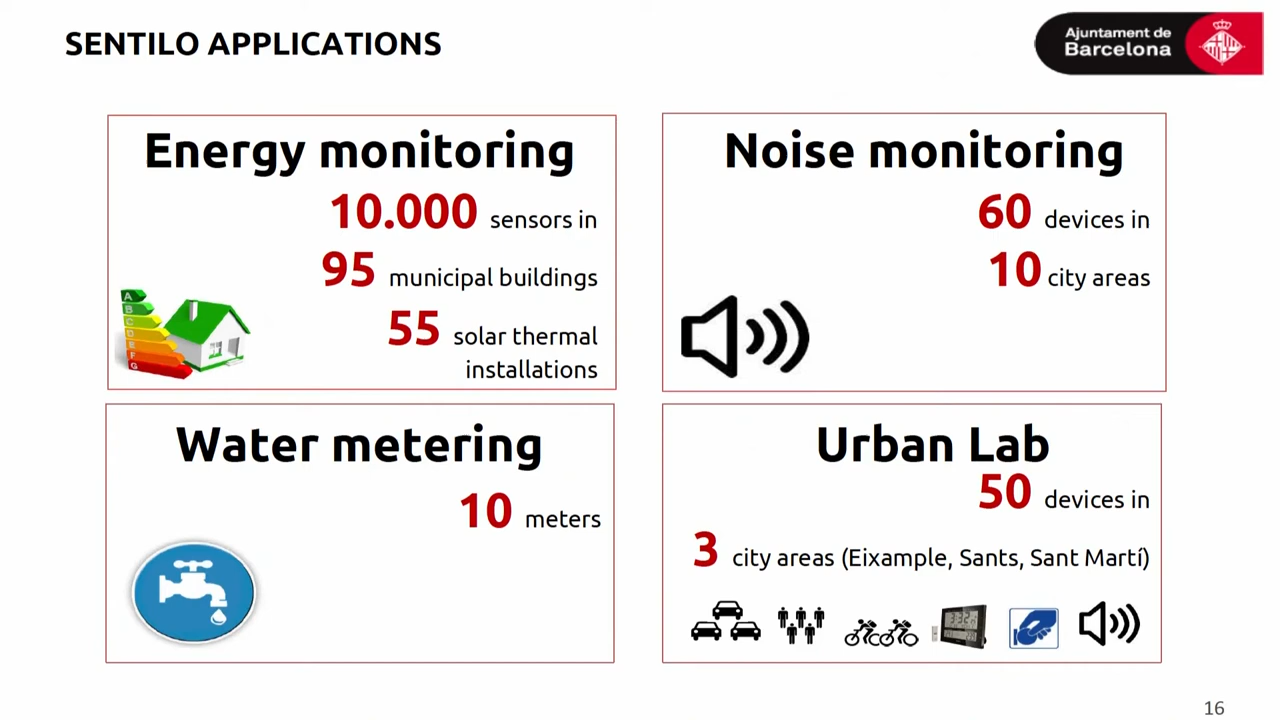 SENTILO APPLICATIONS
Ajuntament de
Barcelona
Energy monitoring
10.000 sensors in
95 municipal buildings
55 solar thermal
installations
A
B
C
D
E
F
G
Noise monitoring
60 devices in
10 city areas
Water metering
10 meters
Urban Lab
50 devices in
3 city areas (Eixample, Sants, Sant Martí)
16